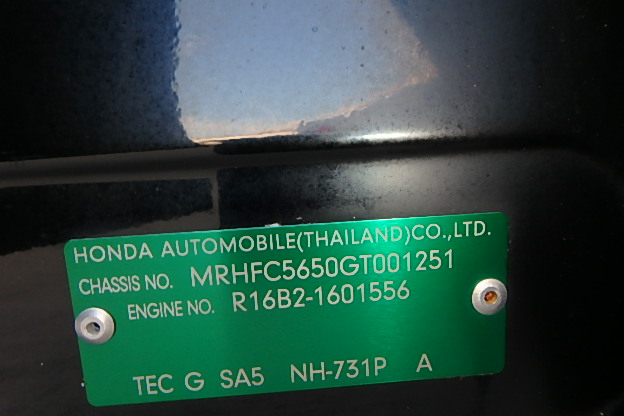 HONDA AUTOMOBILE(THAILAND)CO.,LTD.
CHASSIS NO. MRHFC5650GT001251
ENGINE NO. R16B2-1601556
TEC G SA5 NH-731P A